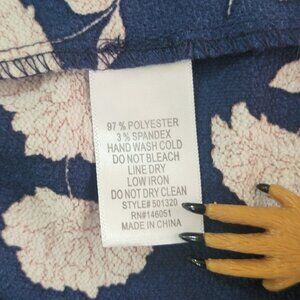 97 % POLYESTER
3 % SPANDEX
HAND WASH COLD
DO NOT BLEACH
LINE DRY
LOW IRON
DO NOT DRY CLEAN
STYLE# 501320
RN#146051
MADE IN CHINA